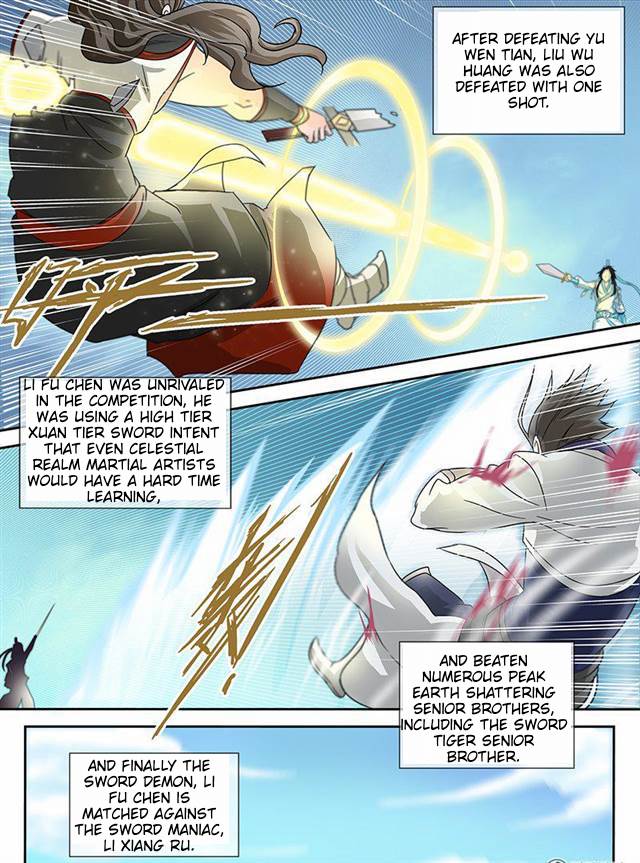 AFTER DEFEATING YU
WEN TIAN, LIU WU
HUANG WAS ALSO
DEFEATED WITH ONE
SHOT.
LI FU CHEN WAS UNRIVALED
IN THE COMPETITION, HE
WAS USING A HIGH TIER
XUAN TIER SWORD INTENT
THAT EVEN CELESTIAL
REALM MARTIAL ARTISTS
WOULD HAVE A HARD TIME
LEARNING,
AND BEATEN
NUMEROUS PEAK
EARTH SHATTERING
SENIOR BROTHERS,
INCLUDING THE SWORD
TIGER SENIOR
BROTHER.
AND FINALLY THE
SWORD DEMON, LI
FU CHEN IS
MATCHED AGAINST
THE SWORD MANIAC,
LI XIANG RU.